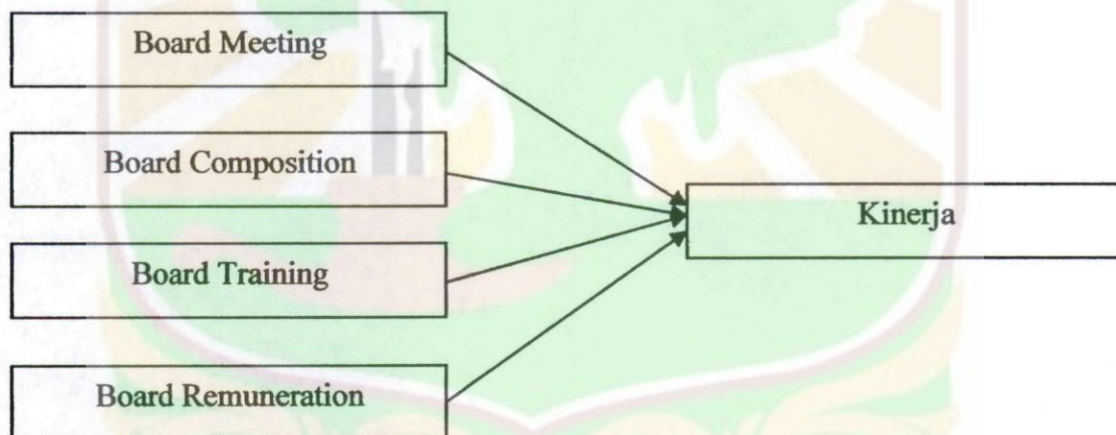 Board Meeting
Board Composition
Board Training
Board Remuneration
Kinerja